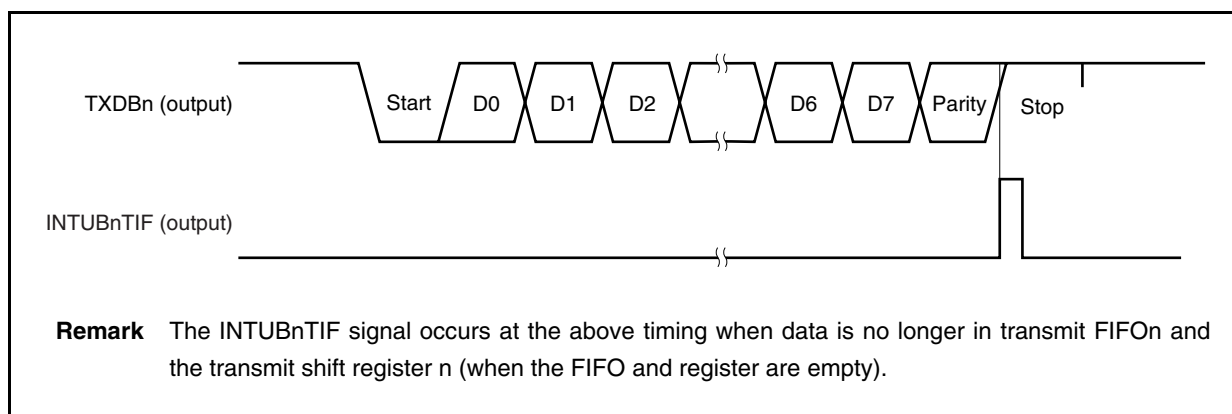 TXDBn (output)
Start D0 D1 D2 D6 D7 Parity Stop
INTUBnTIF (output)
Remark The INTUBnTIF signal occurs at the above timing when data is no longer in transmit FIFOn and
the transmit shift register n (when the FIFO and register are empty).